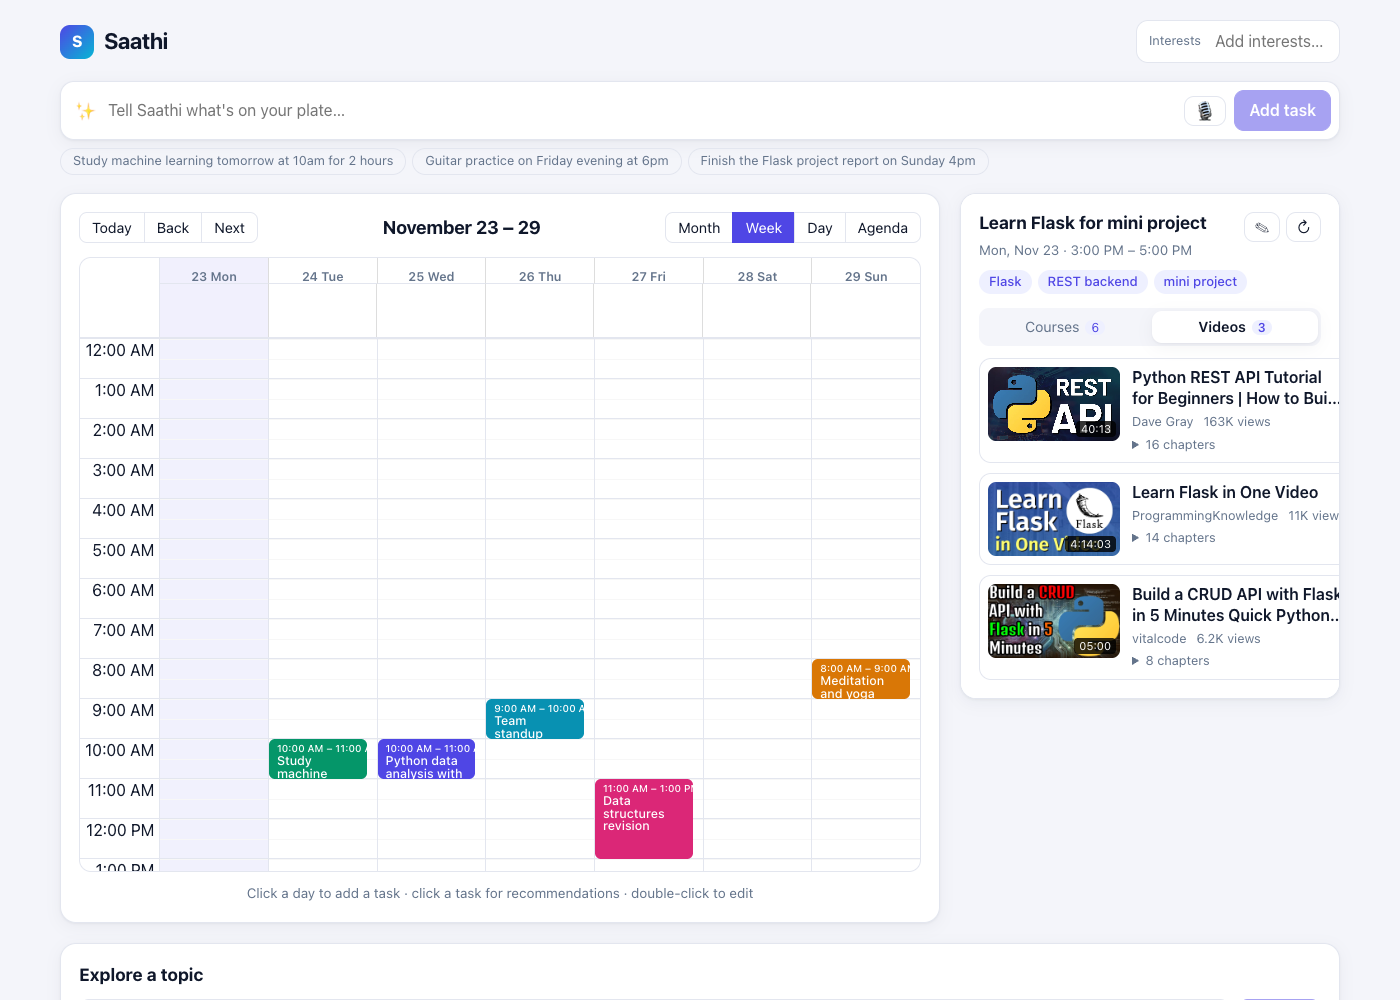 S
Saathi
Interests
Add interests...
✨ Tell Saathi what's on your plate...
Add task
Study machine learning tomorrow at 10am for 2 hours
Guitar practice on Friday evening at 6pm
Finish the Flask project report on Sunday 4pm
Today
Back
Next
November 23 – 29
Month
Week
Day
Agenda
23 Mon
24 Tue
25 Wed
26 Thu
27 Fri
28 Sat
29 Sun
12:00 AM
1:00 AM
2:00 AM
3:00 AM
4:00 AM
5:00 AM
6:00 AM
7:00 AM
8:00 AM
9:00 AM
10:00 AM
11:00 AM
12:00 PM
1:00 PM
8:00 AM – 9:00 AM
Meditation
and yoga
9:00 AM – 10:00 A
Team
standup
10:00 AM – 11:00 A
Study
machine
10:00 AM – 11:00 A
Python data
analysis with
11:00 AM – 1:00 PM
Data
structures
revision
Click a day to add a task · click a task for recommendations · double-click to edit
Learn Flask for mini project
Mon, Nov 23 · 3:00 PM – 5:00 PM
Flask
REST backend
mini project
Courses 6
Videos 3
REST
API
40:13
Python REST API Tutorial
for Beginners | How to Bui...
Dave Gray 163K views
▶ 16 chapters
Learn
Flask
in One V
Flask
4:14:03
Learn Flask in One Video
ProgrammingKnowledge 11K view
▶ 14 chapters
Build a CRUD
API with
Flask in 5
Minutes
05:00
Build a CRUD API with Flask
in 5 Minutes Quick Python...
vitalcode 6.2K views
▶ 8 chapters
Explore a topic